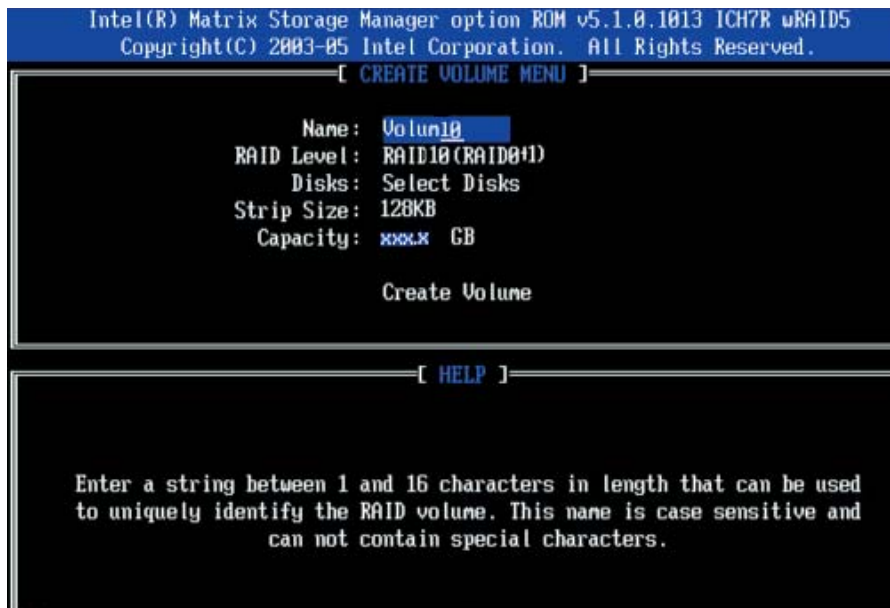 Intel(R) Matrix Storage Manager option ROM v5.1.0.1013 ICH7R wRAID5
Copyright(C) 2003-05 Intel Corporation. All Rights Reserved.
[ CREATE VOLUME MENU ]
Name: Volum10
RAID Level: RAID10(RAID0+1)
Disks: Select Disks
Strip Size: 128KB
Capacity: xxx.x GB
Create Volume
[ HELP ]
Enter a string between 1 and 16 characters in length that can be used
to uniquely identify the RAID volume. This name is case sensitive and
can not contain special characters.